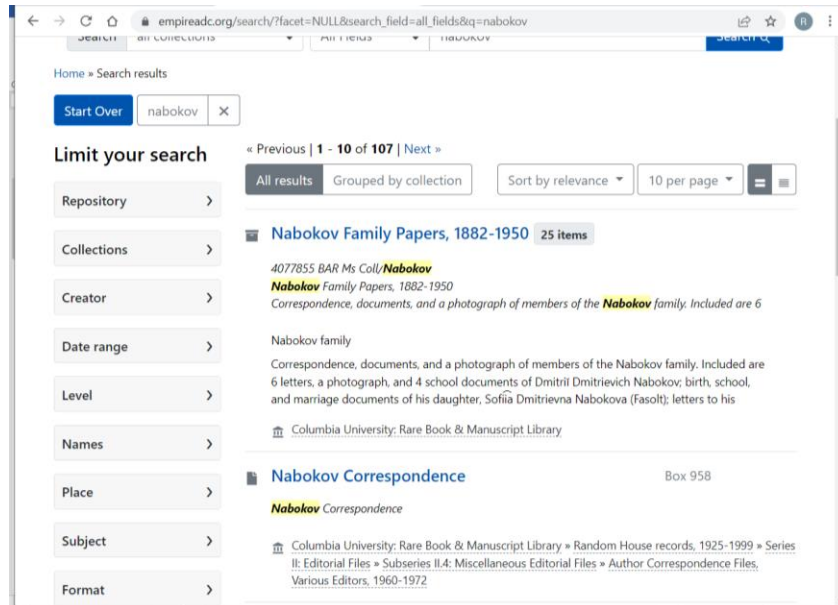 empireadc.org/search/?facet=NULL&search_field=all_fields&q=nabokov
R
Search all collections All Fields nabokov Search
Home » Search results
Start Over nabokov ×
Limit your search
Repository
Collections
Creator
Date range
Level
Names
Place
Subject
Format
« Previous | 1 - 10 of 107 | Next »
All results Grouped by collection Sort by relevance 10 per page
Nabokov Family Papers, 1882-1950 25 items
4077855 BAR Ms Coll/Nabokov
Nabokov Family Papers, 1882-1950
Correspondence, documents, and a photograph of members of the Nabokov family. Included are 6
Nabokov family
Correspondence, documents, and a photograph of members of the Nabokov family. Included are
6 letters, a photograph, and 4 school documents of Dmitriĭ Dmitrievich Nabokov; birth, school,
and marriage documents of his daughter, Sofii͡a Dmitrievna Nabokova (Fasolt); letters to his
Columbia University: Rare Book & Manuscript Library
Nabokov Correspondence Box 958
Nabokov Correspondence
Columbia University: Rare Book & Manuscript Library » Random House records, 1925-1999 » Series
II: Editorial Files » Subseries II.4: Miscellaneous Editorial Files » Author Correspondence Files,
Various Editors, 1960-1972